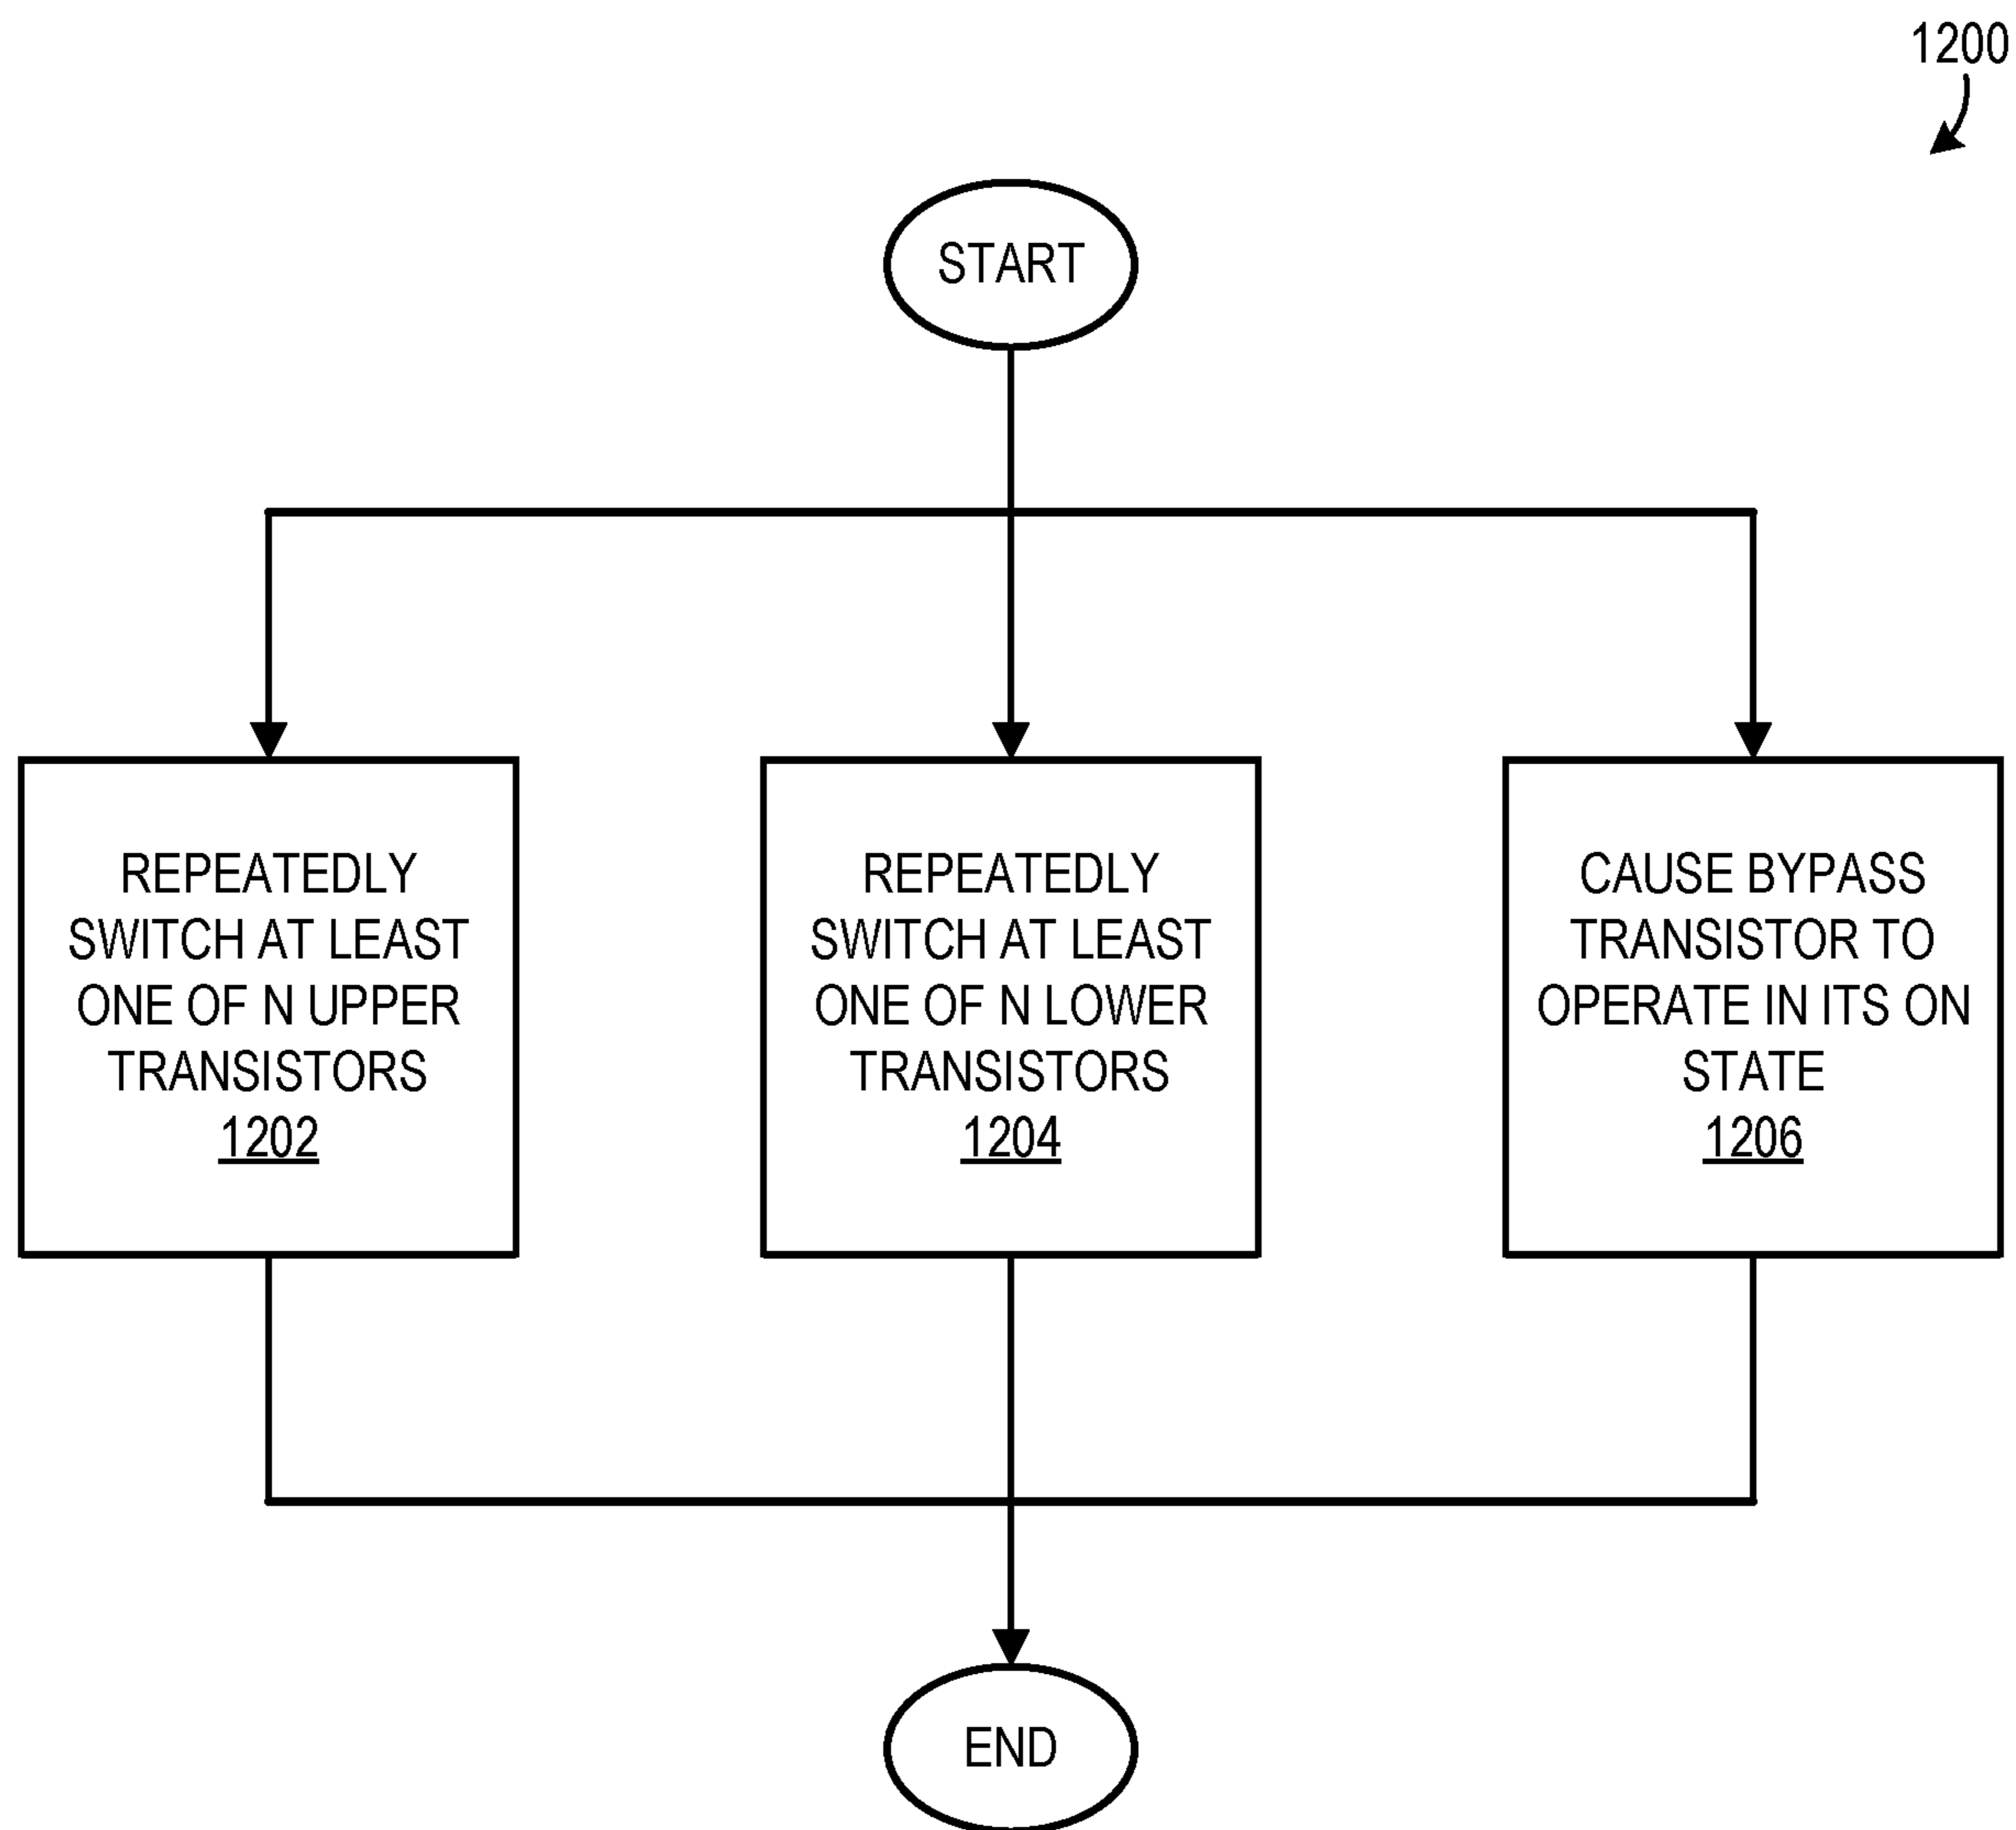 1200
START
REPEATEDLY
SWITCH AT LEAST
ONE OF N UPPER
TRANSISTORS
1202
REPEATEDLY
SWITCH AT LEAST
ONE OF N LOWER
TRANSISTORS
1204
CAUSE BYPASS
TRANSISTOR TO
OPERATE IN ITS ON
STATE
1206
END